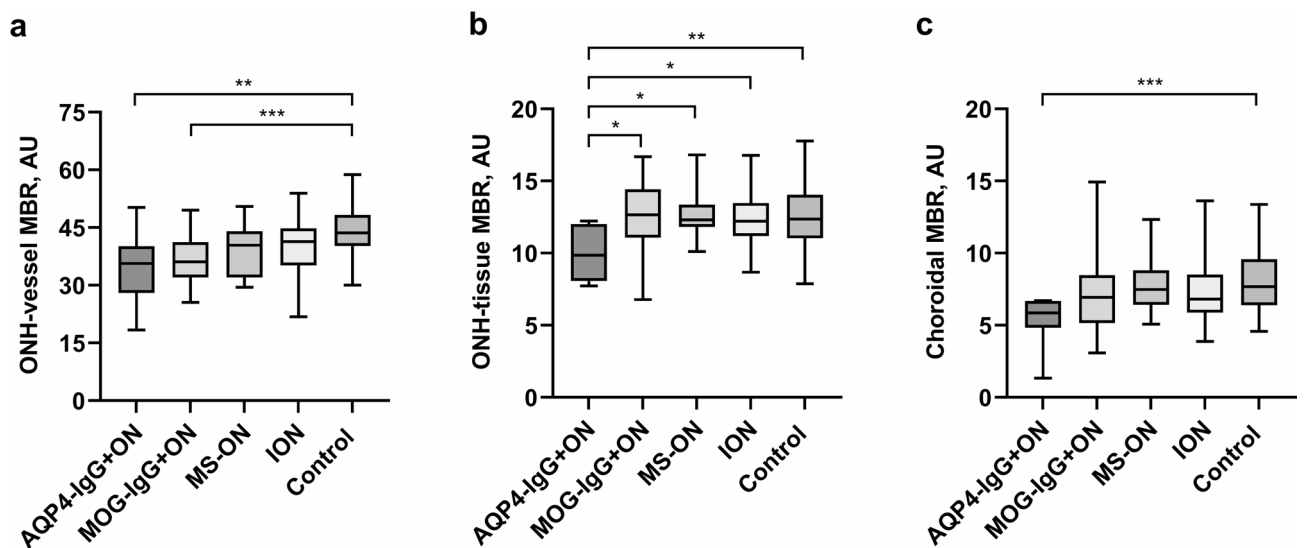 a
**
***
75
60
45
30
15
0
ONH-vessel MBR, AU
AQP4-IgG+ON
MOG-IgG+ON
MS-ON
ION
Control
b
**
*
*
*
20
15
10
5
0
ONH-tissue MBR, AU
AQP4-IgG+ON
MOG-IgG+ON
MS-ON
ION
Control
c
***
20
15
10
5
0
Choroidal MBR, AU
AQP4-IgG+ON
MOG-IgG+ON
MS-ON
ION
Control